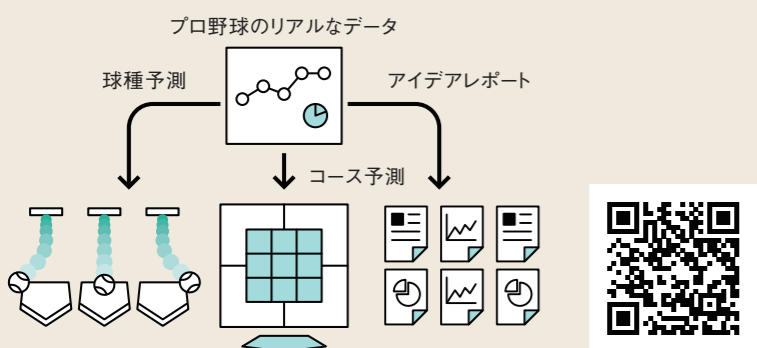 プロ野球のリアルなデータ
球種予測
アイデアレポート
コース予測